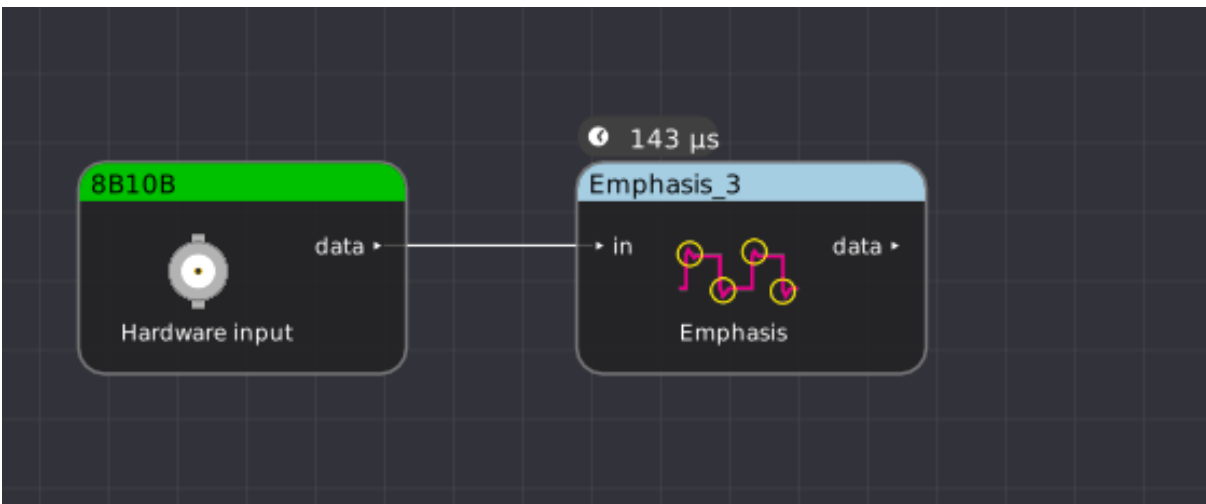 143 µs
8B10B
Emphasis_3
data
in
data
Hardware input
Emphasis